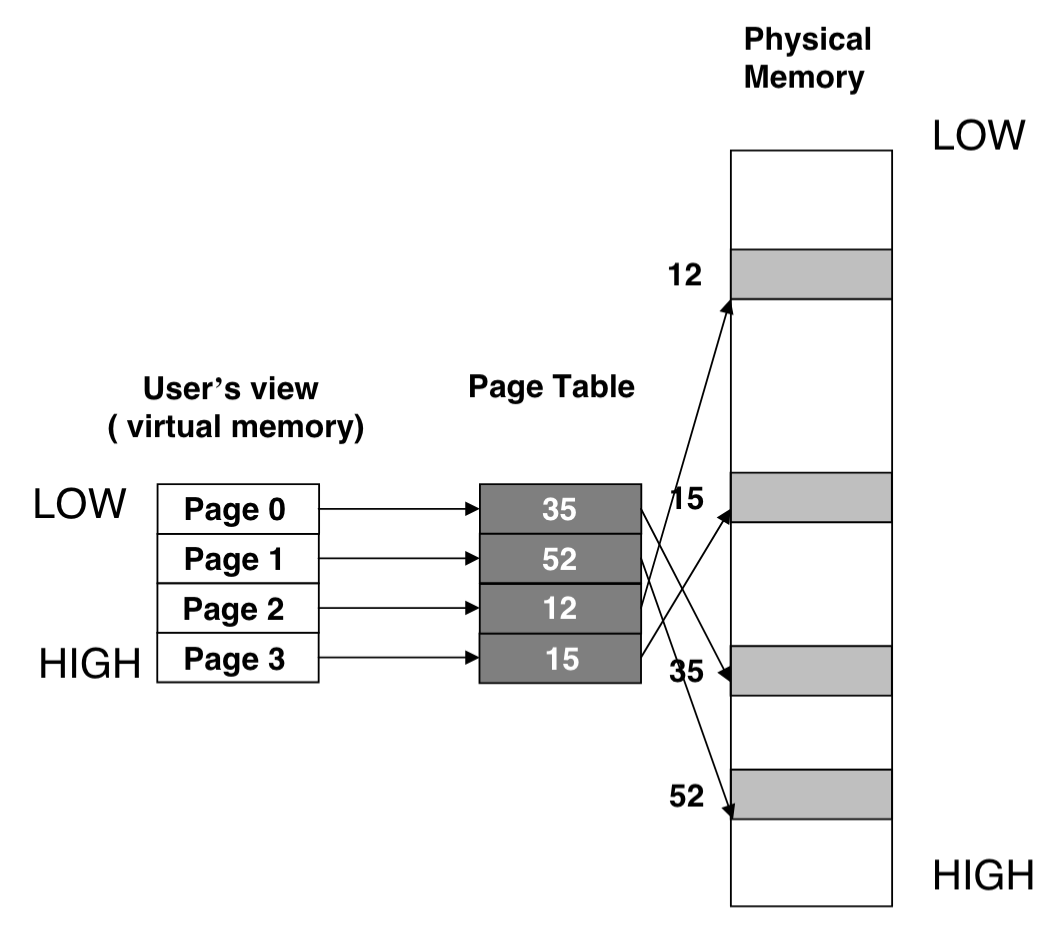 Physical
Memory
LOW
12
User’s view
( virtual memory)
Page Table
LOW
Page 0
Page 1
Page 2
Page 3
HIGH
35
52
12
15
15
35
52
HIGH